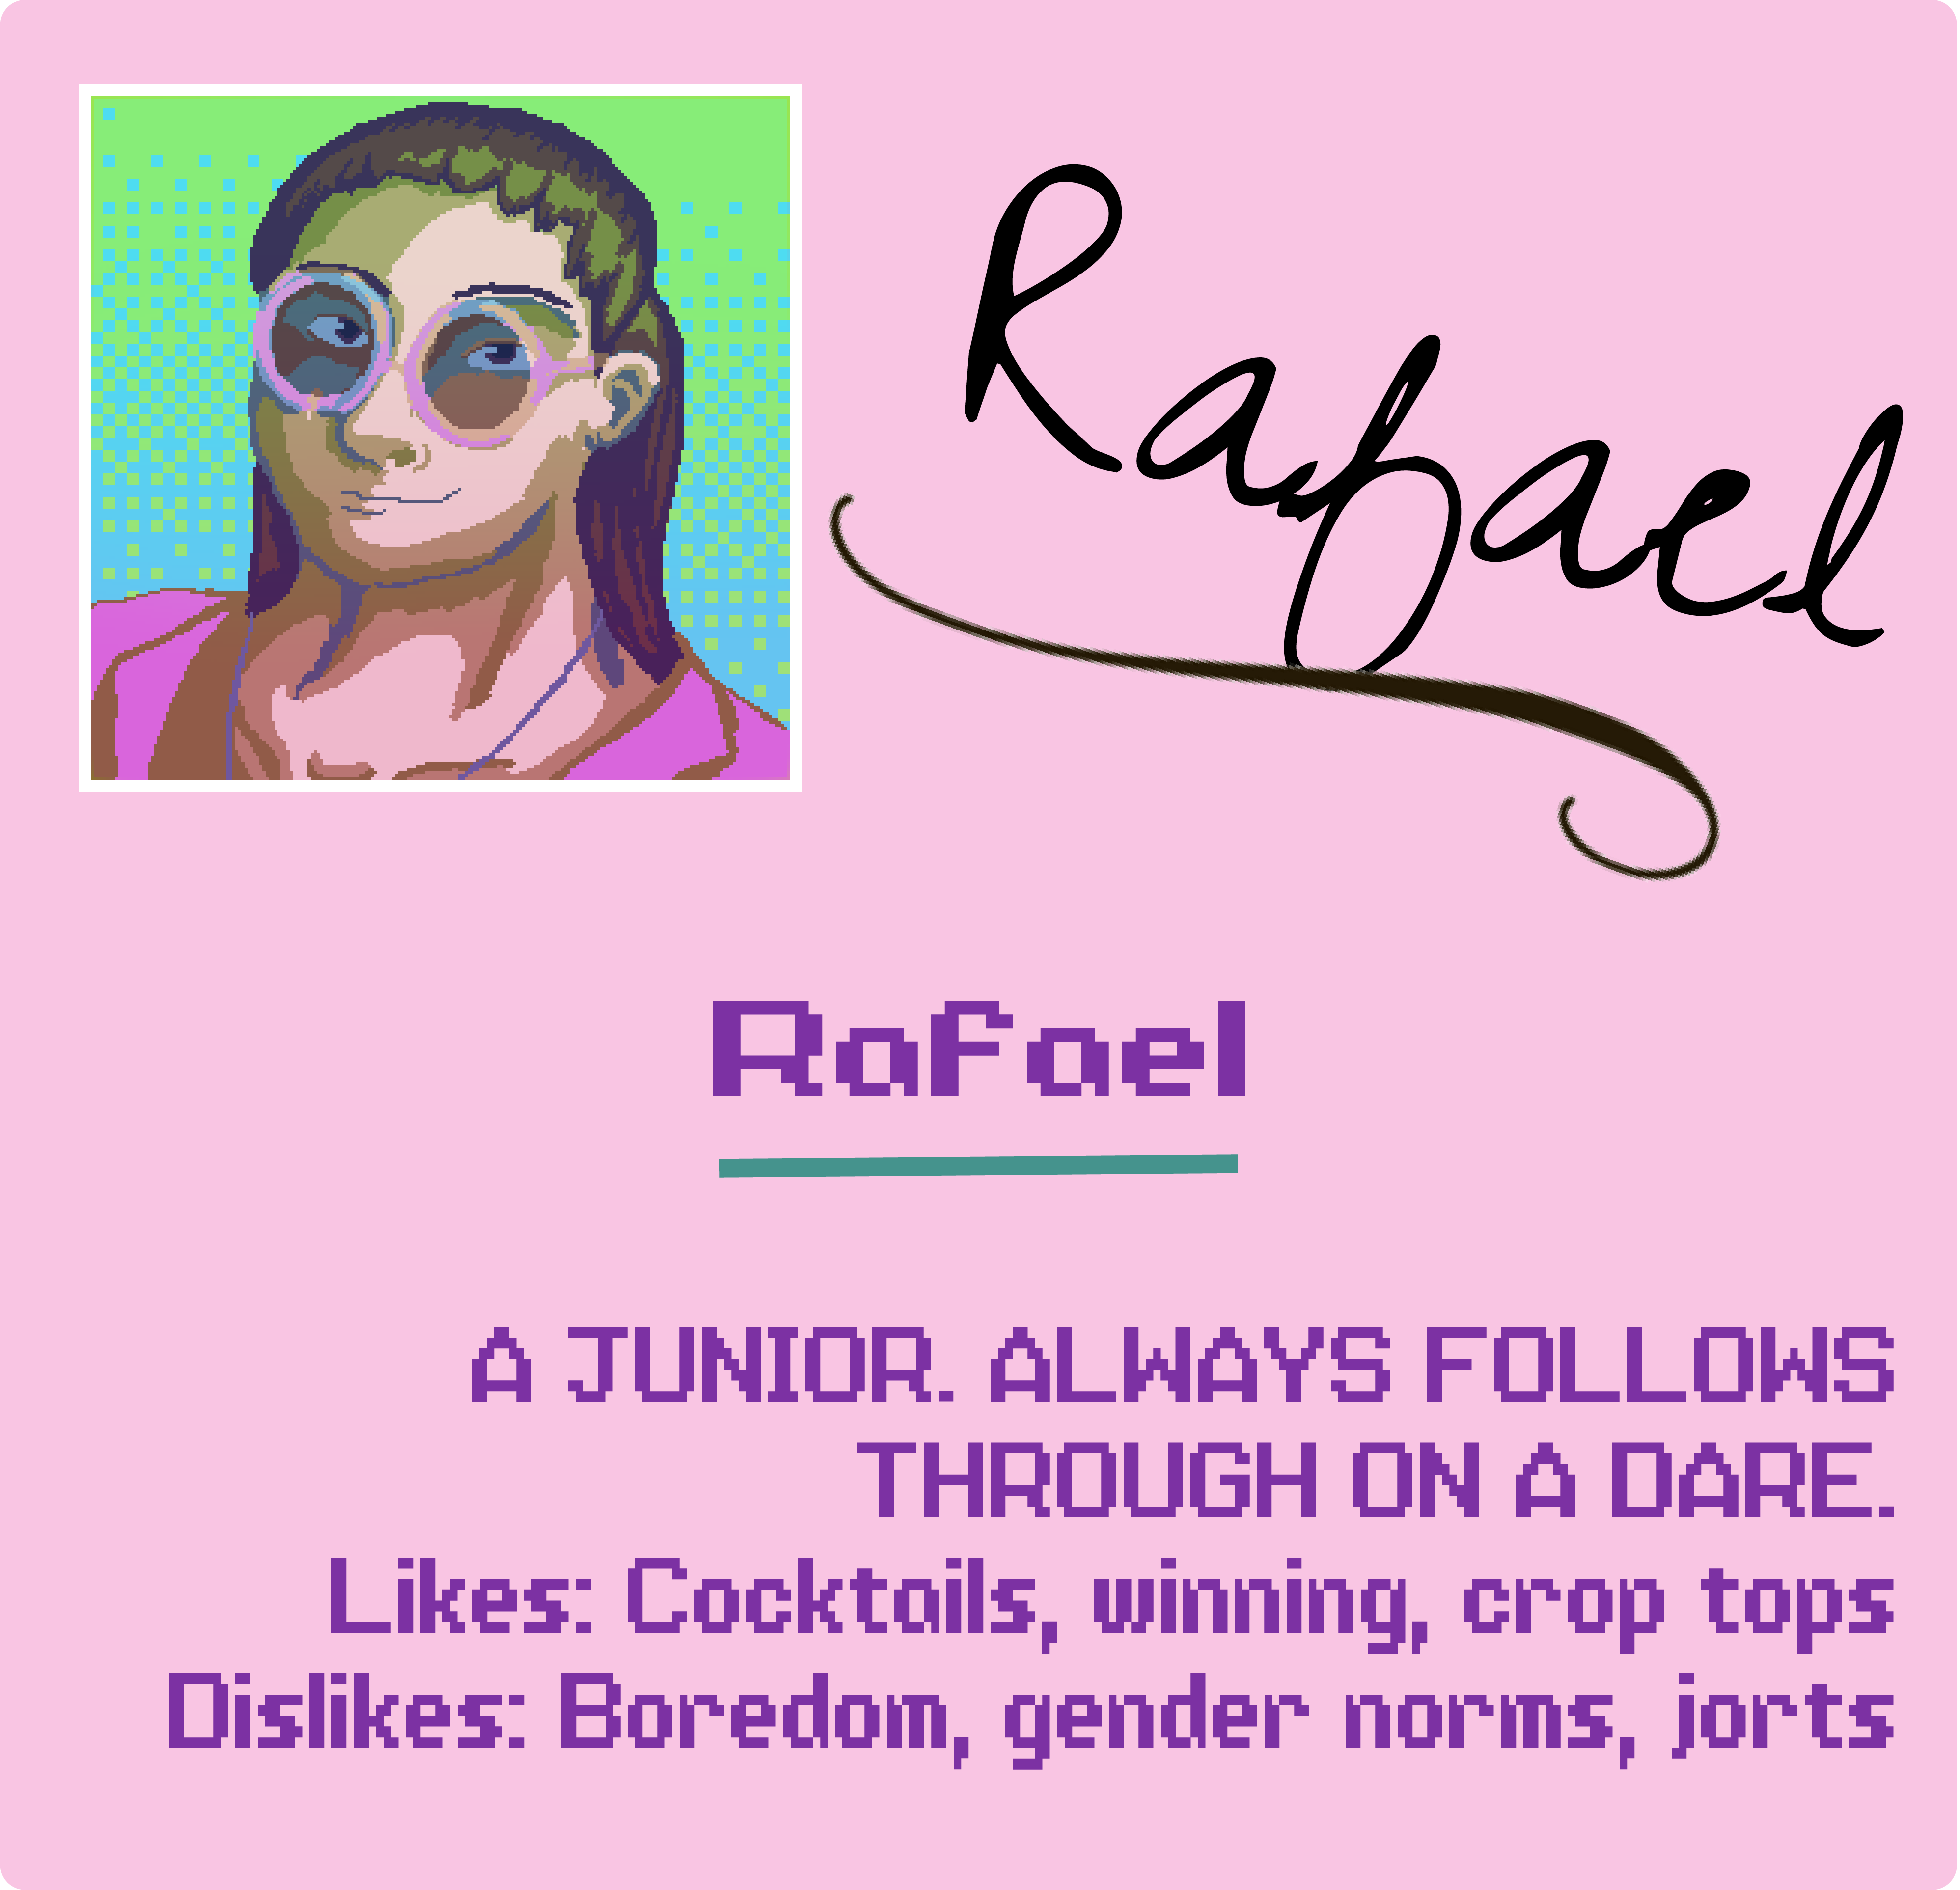 Rafael
Rafael
A JUNIOR. ALWAYS FOLLOWS
THROUGH ON A DARE.
Likes: Cocktails, winning, crop tops
Dislikes: Boredom, gender norms, jorts